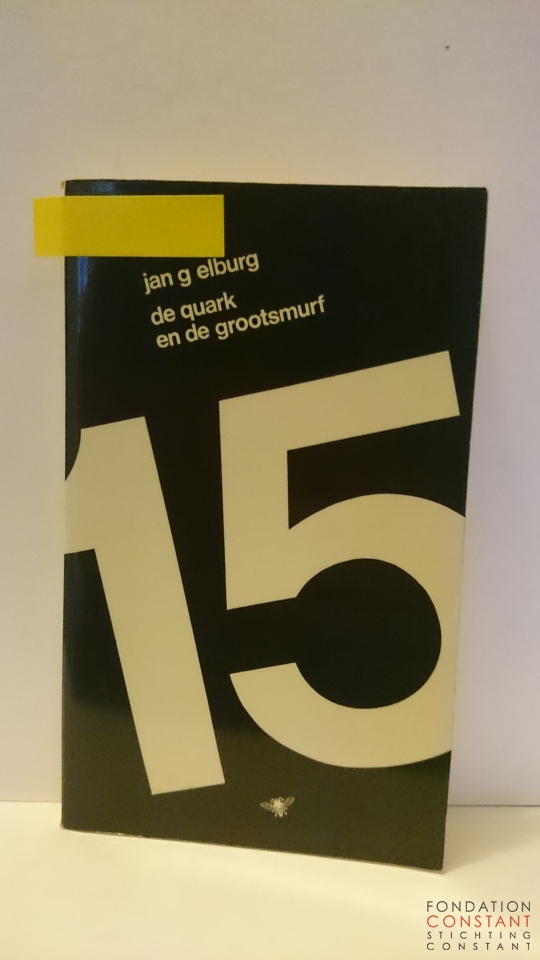 jan g elburg
de quark
en de grootsmurf
15
FONDATION
CONSTANT
STICHTING
CONSTANT